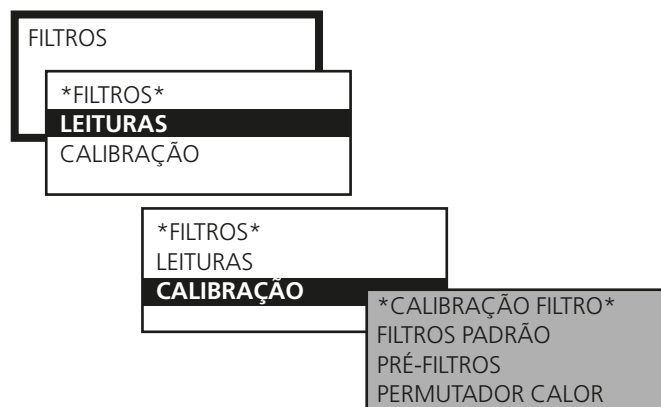 FILTROS
*FILTROS*
LEITURAS
CALIBRAÇÃO
*FILTROS*
LEITURAS
CALIBRAÇÃO
*CALIBRAÇÃO FILTRO*
FILTROS PADRÃO
PRÉ-FILTROS
PERMUTADOR CALOR